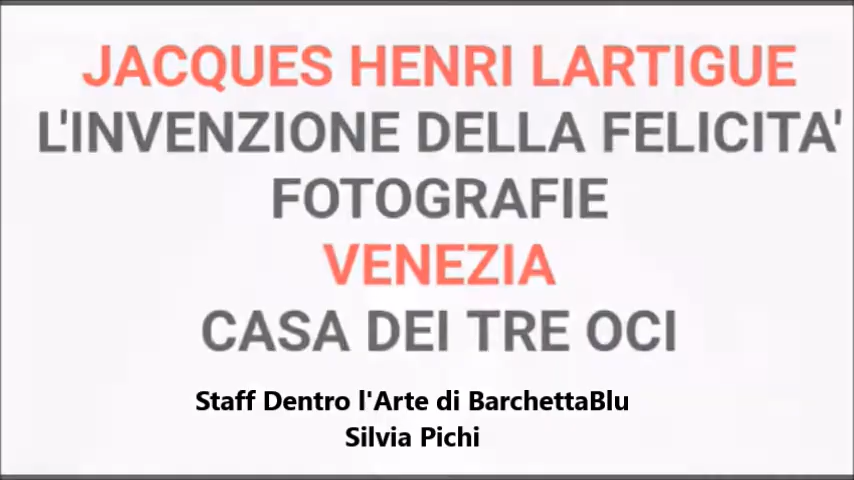 JACQUES HENRI LARTIGUE
L'INVENZIONE DELLA FELICITA'
FOTOGRAFIE
VENEZIA
CASA DEI TRE OCI
Staff Dentro l'Arte di BarchettaBlu
Silvia Pichi